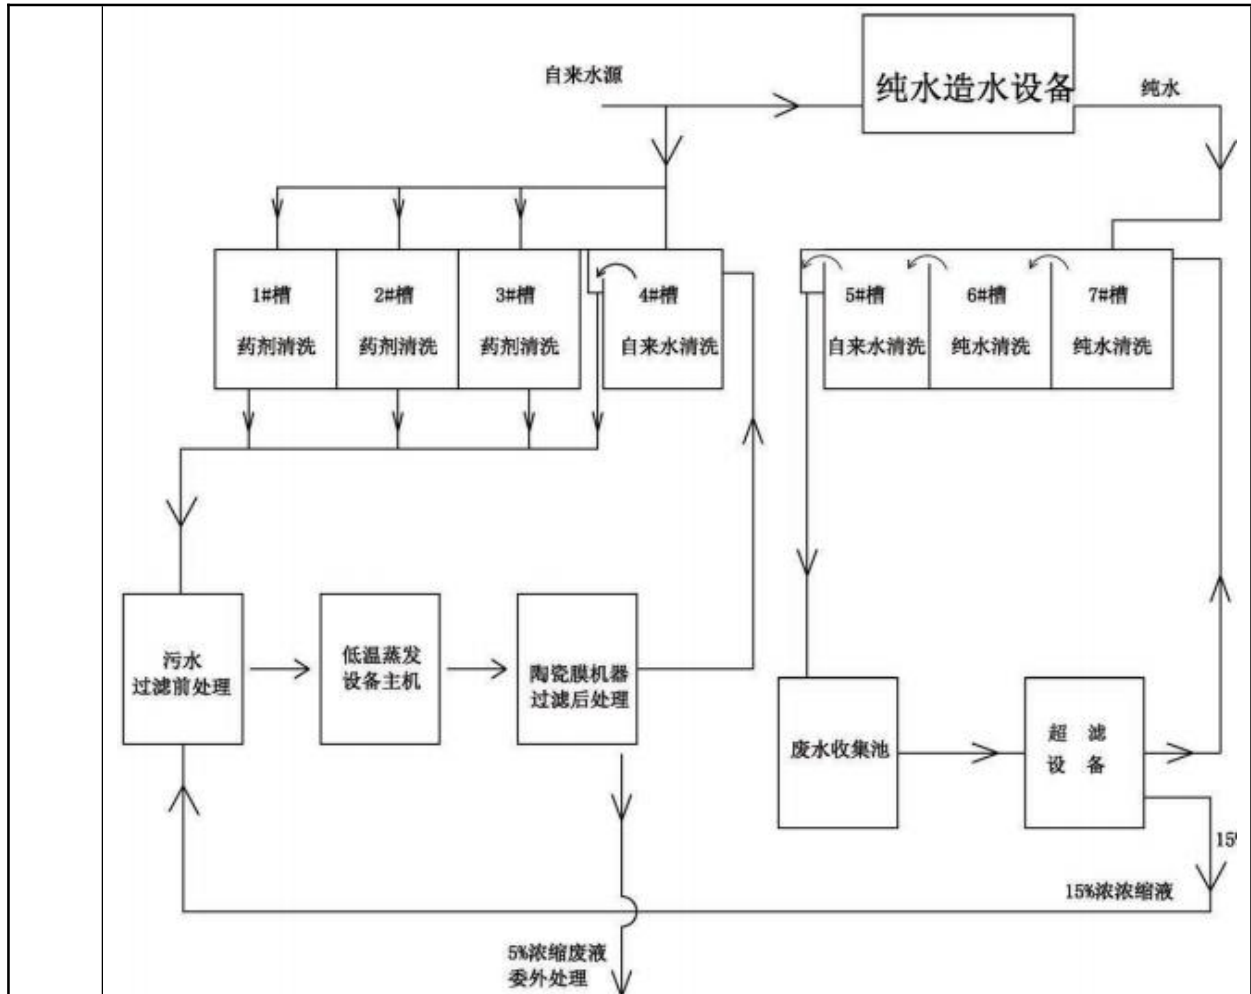 自来水源
纯水造水设备
纯水
1#槽
药剂清洗
2#槽
药剂清洗
3#槽
药剂清洗
4#槽
自来水清洗
5#槽
自来水清洗
6#槽
纯水清洗
7#槽
纯水清洗
污水
过滤前处理
低温蒸发
设备主机
陶瓷膜机器
过滤后处理
废水收集池
超 滤
设 备
15%
15%浓浓缩液
5%浓缩废液
委外处理